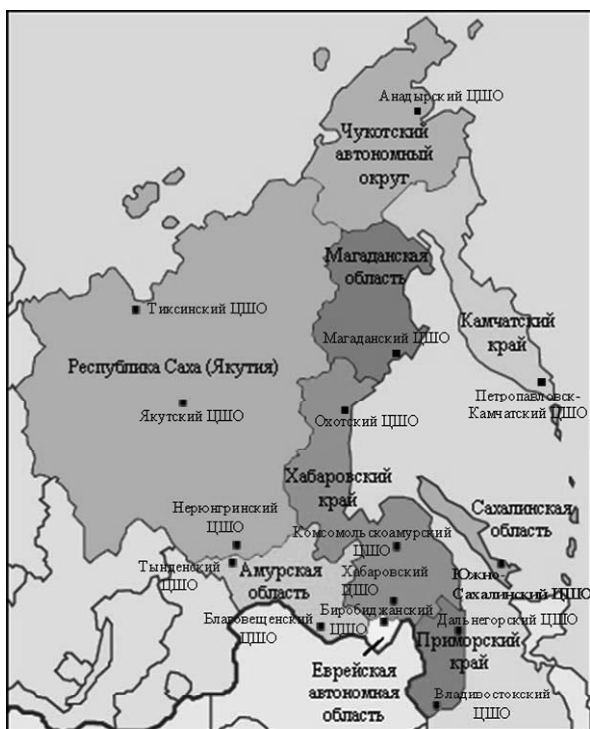 Анадырский ЦШО
Чукотский
автономный
округ
Магаданская
область
Тиксинский ЦШО
Камчатский
край
Магаданский ЦШО
Республика Саха (Якутия)
Петропавловск-
Камчатский ЦШО
Якутский ЦШО
Охотский ЦШО
Хабаровский
край
Нерюнгринский
ЦШО
Сахалинская
область
Комсомольскоамурский
ЦШО
Тынденский
ЦШО
Амурская
область
Хабаровский
ЦШО
Южно-
Сахалинский ЦШО
Благовещенский
ЦШО
Биробиджанский
Дальнегорский ЦШО
Приморский
край
Еврейская
автономная
область
Владивостокский
ЦШО